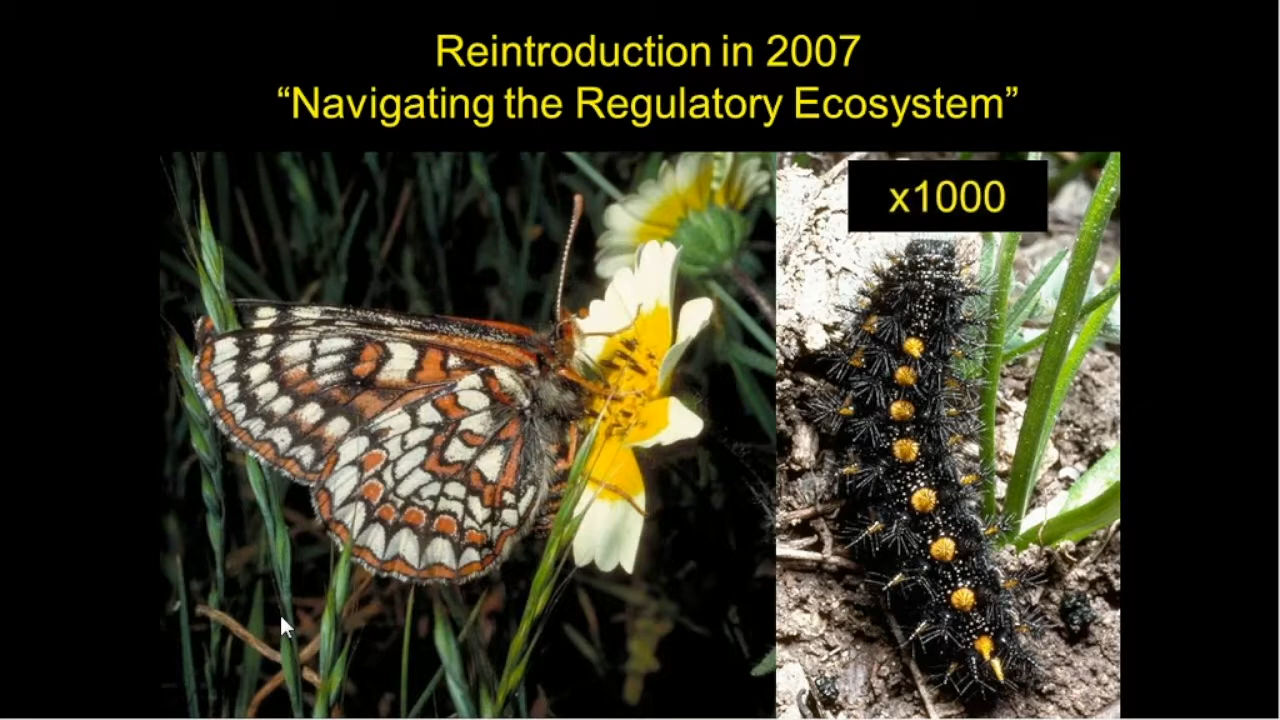 Reintroduction in 2007
“Navigating the Regulatory Ecosystem”
x1000